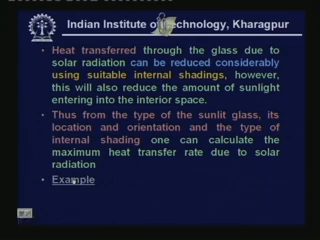 Indian Institute of Technology, Kharagpur
• Heat transferred through the glass due to
solar radiation can be reduced considerably
using suitable internal shadings, however,
this will also reduce the amount of sunlight
entering into the interior space.
• Thus from the type of the sunlit glass, its
location and orientation and the type of
internal shading one can calculate the
maximum heat transfer rate due to solar
radiation
• Example